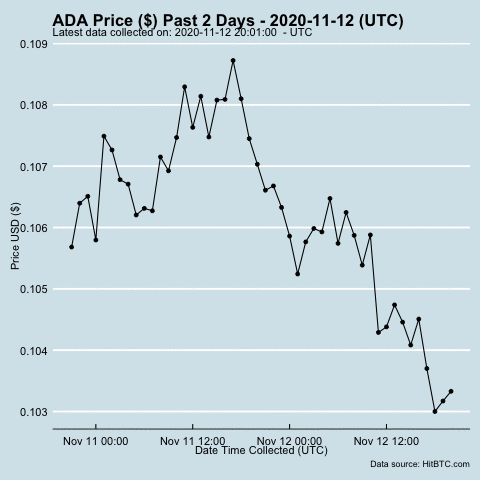 ADA Price ($) Past 2 Days - 2020-11-12 (UTC)
Latest data collected on: 2020-11-12 20:01:00  - UTC
0.109
0.108
0.107
0.106
0.105
0.104
0.103
Price USD ($)
Nov 11 00:00 Nov 11 12:00 Nov 12 00:00 Nov 12 12:00
Date Time Collected (UTC)
Data source: HitBTC.com